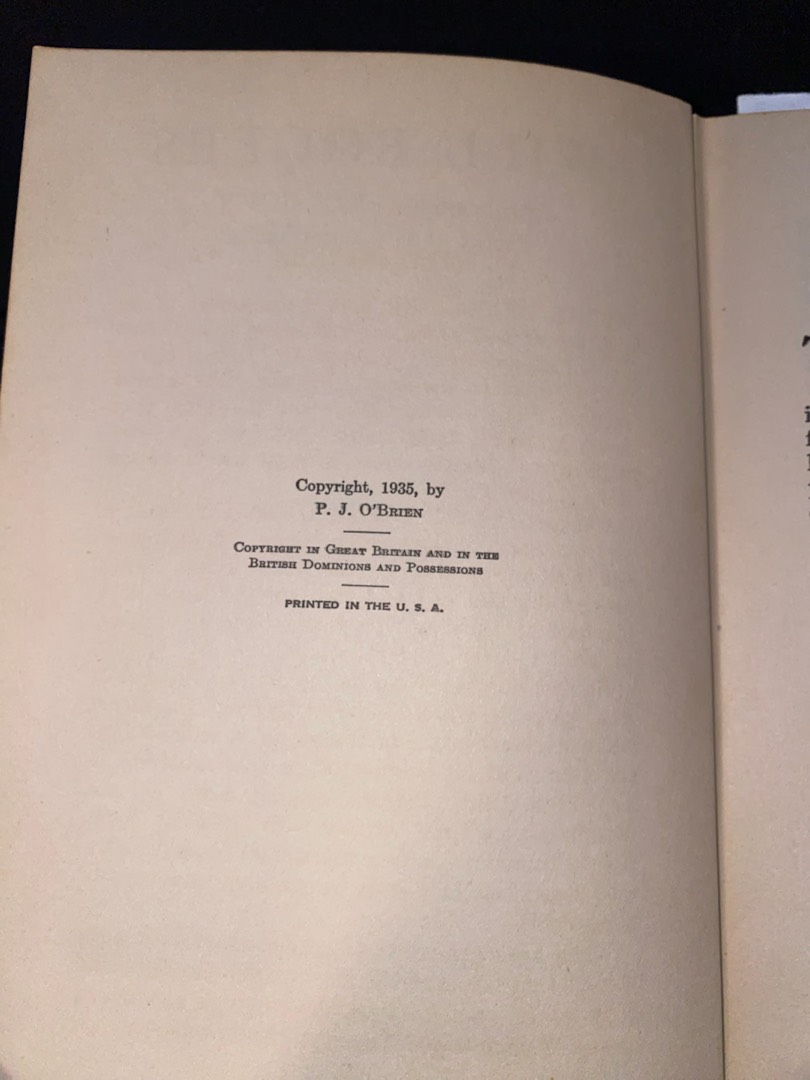 Copyright, 1935, by
P. J. O'BRIEN
COPYRIGHT IN GREAT BRITAIN AND IN THE
BRITISH DOMINIONS AND POSSESSIONS
PRINTED IN THE U. S. A.